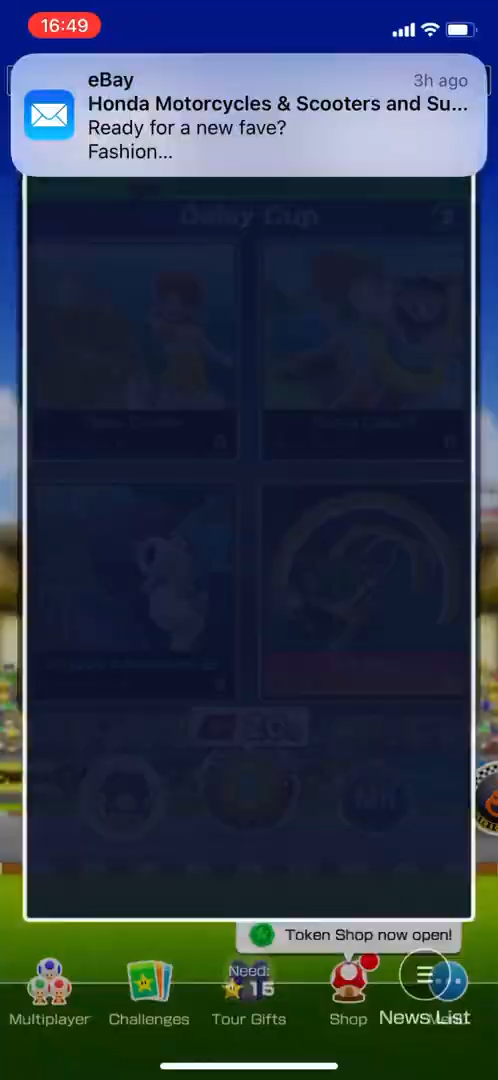 16:49
eBay
3h ago
Honda Motorcycles & Scooters and Su...
Ready for a new fave?
Fashion...
Daisy Cup
Token Shop now open!
Need:
15
Multiplayer
Challenges
Tour Gifts
Shop
News List